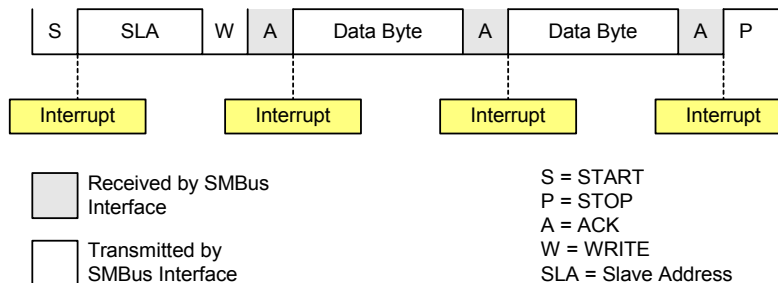 S SLA W A Data Byte A Data Byte A P
Interrupt Interrupt Interrupt Interrupt
Received by SMBus
Interface
Transmitted by
SMBus Interface
S = START
P = STOP
A = ACK
W = WRITE
SLA = Slave Address